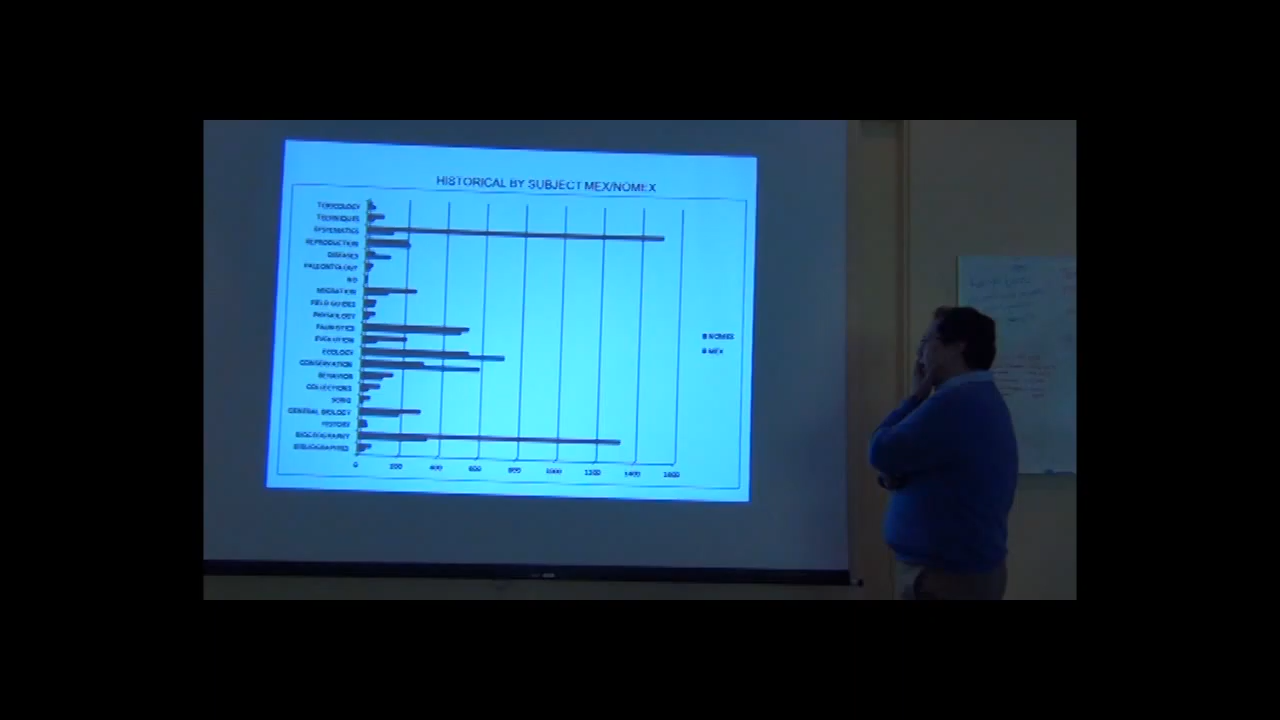 HISTORICAL BY SUBJECT MEX/NOMEX
TOXICOLOGY
TECHNIQUES
SYSTEMATICS
REPRODUCTION
DISEASES
PALEONTOLOGY
ND
MIGRATION
FIELD GUIDES
PHYSIOLOGY
FAUNISTICS
EVOLUTION
ECOLOGY
CONSERVATION
BEHAVIOR
COLLECTIONS
SONG
GENERAL BIOLOGY
HISTORY
BIOGEOGRAPHY
BIBLIOGRAPHIES
0 200 400 600 800 1000 1200 1400 1600
NOMEX
MEX